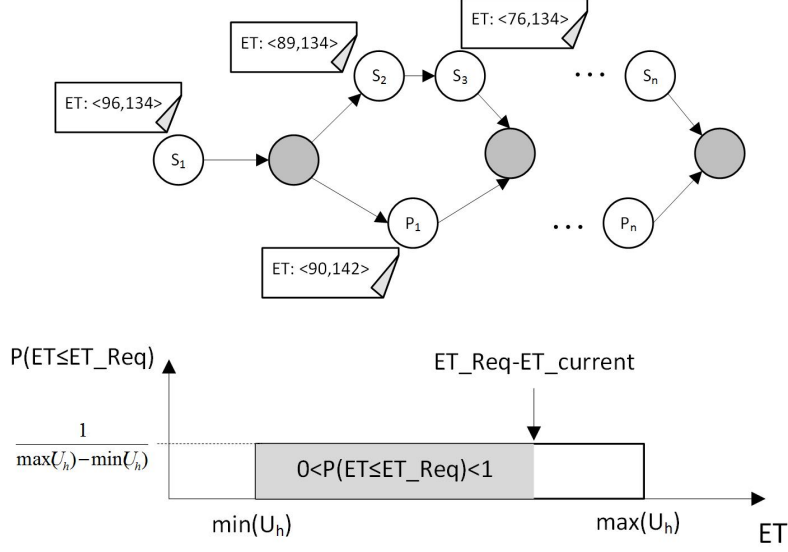 ET: <76,134>
ET: <89,134>
S2
S3
...
Sn
ET: <96,134>
S1
P1
...
Pn
ET: <90,142>
P(ET≤ET_Req)
ET_Req-ET_current
1
max(Uh)−min(Uh)
0<P(ET≤ET_Req)<1
min(Uh)
max(Uh)
ET